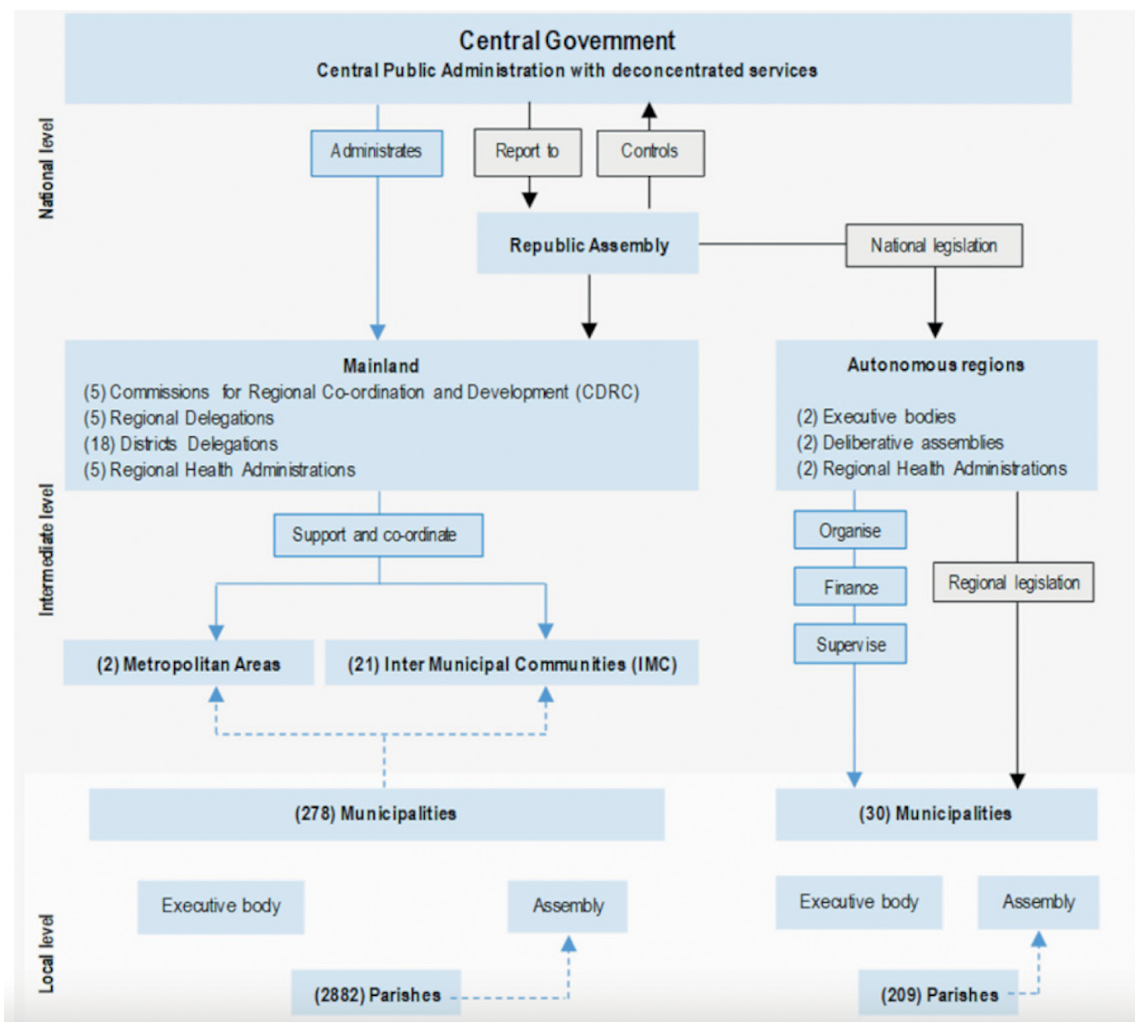 Central Government
Central Public Administration with deconcentrated services
National level
Administrates
Report to
Controls
Republic Assembly
National legislation
Mainland
(5) Commissions for Regional Co-ordination and Development (CDRC)
(5) Regional Delegations
(18) Districts Delegations
(5) Regional Health Administrations
Autonomous regions
(2) Executive bodies
(2) Deliberative assemblies
(2) Regional Health Administrations
Intermediate level
Support and co-ordinate
Organise
Finance
Supervise
Regional legislation
(2) Metropolitan Areas
(21) Inter Municipal Communities (IMC)
(278) Municipalities
(30) Municipalities
Local level
Executive body
Assembly
Executive body
Assembly
(2882) Parishes
(209) Parishes